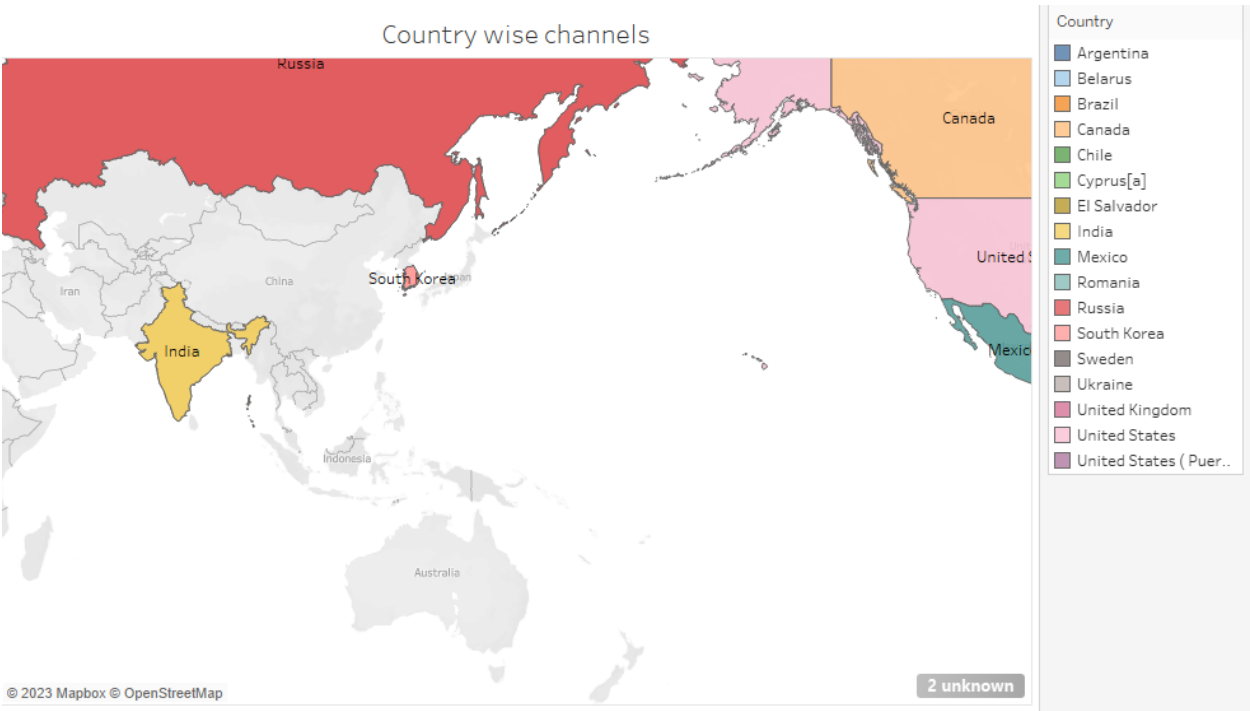 Country wise channels
Russia
Canada
United S
Mexic
South Korea
Japan
China
Iran
India
Indonesia
Australia
© 2023 Mapbox © OpenStreetMap
2 unknown
Country
Argentina
Belarus
Brazil
Canada
Chile
Cyprus[a]
El Salvador
India
Mexico
Romania
Russia
South Korea
Sweden
Ukraine
United Kingdom
United States
United States ( Puer..